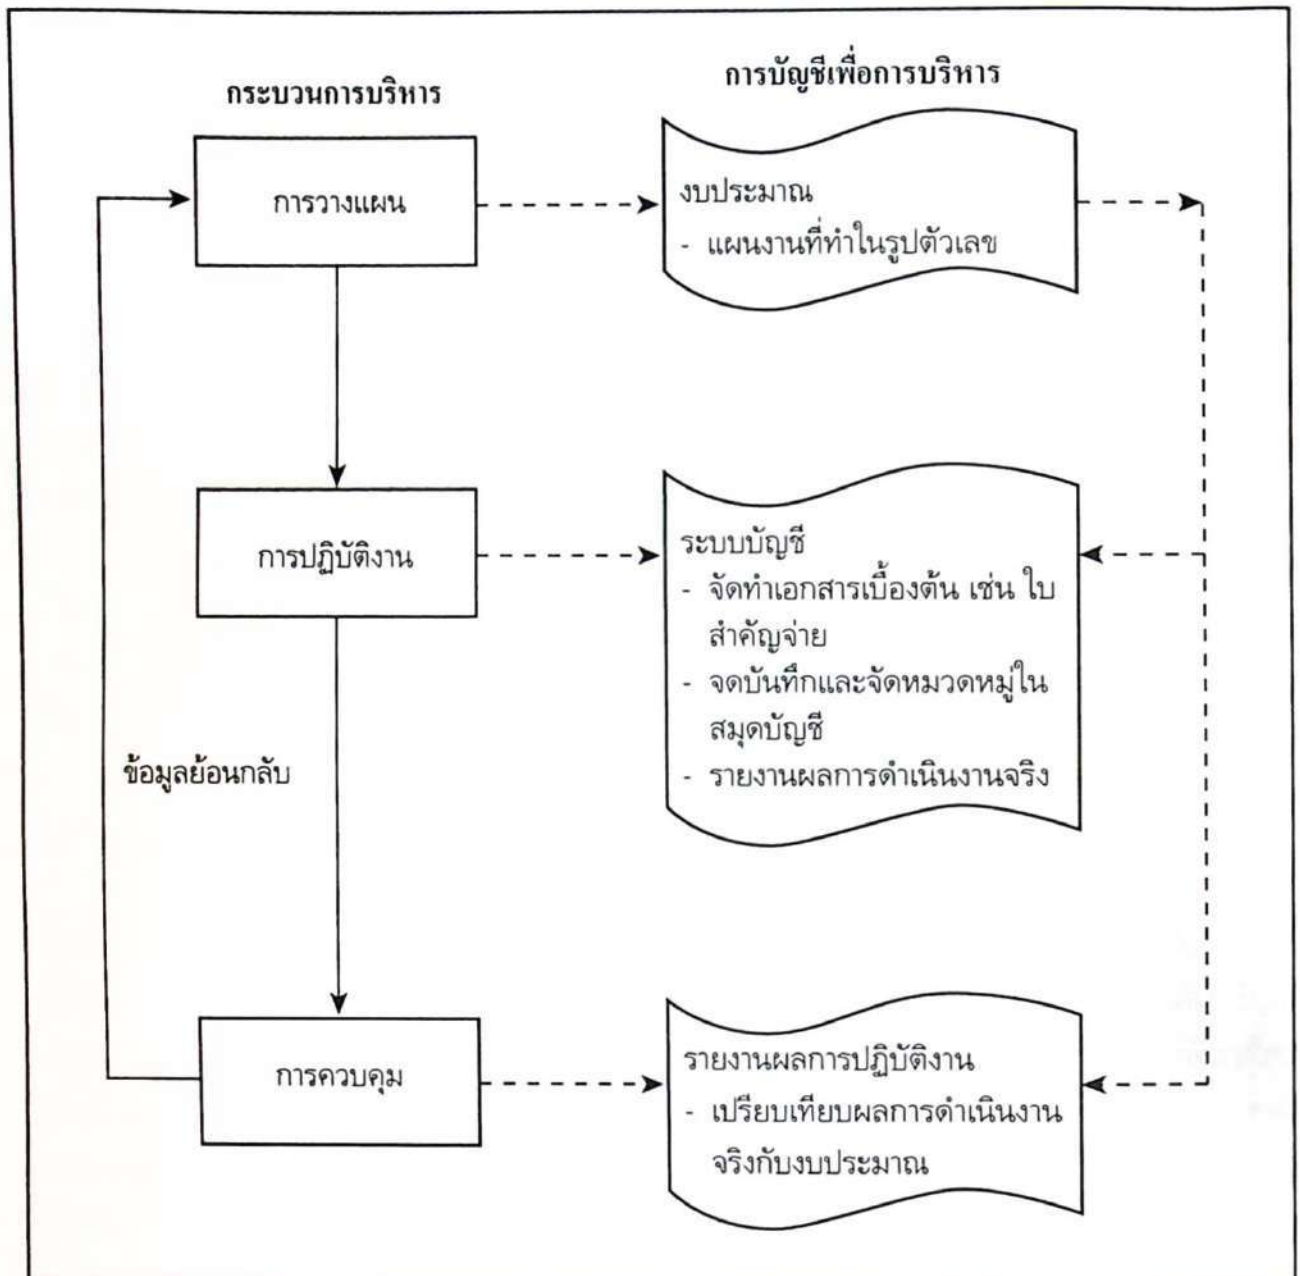 กระบวนการบริหาร
การบัญชีเพื่อการบริหาร
การวางแผน
งบประมาณ
- แผนงานที่ทำในรูปตัวเลข
การปฏิบัติงาน
ระบบบัญชี
- จัดทำเอกสารเบื้องต้น เช่น ใบ
สำคัญจ่าย
- จดบันทึกและจัดหมวดหมู่ใน
สมุดบัญชี
- รายงานผลการดำเนินงานจริง
ข้อมูลย้อนกลับ
การควบคุม
รายงานผลการปฏิบัติงาน
- เปรียบเทียบผลการดำเนินงาน
จริงกับงบประมาณ